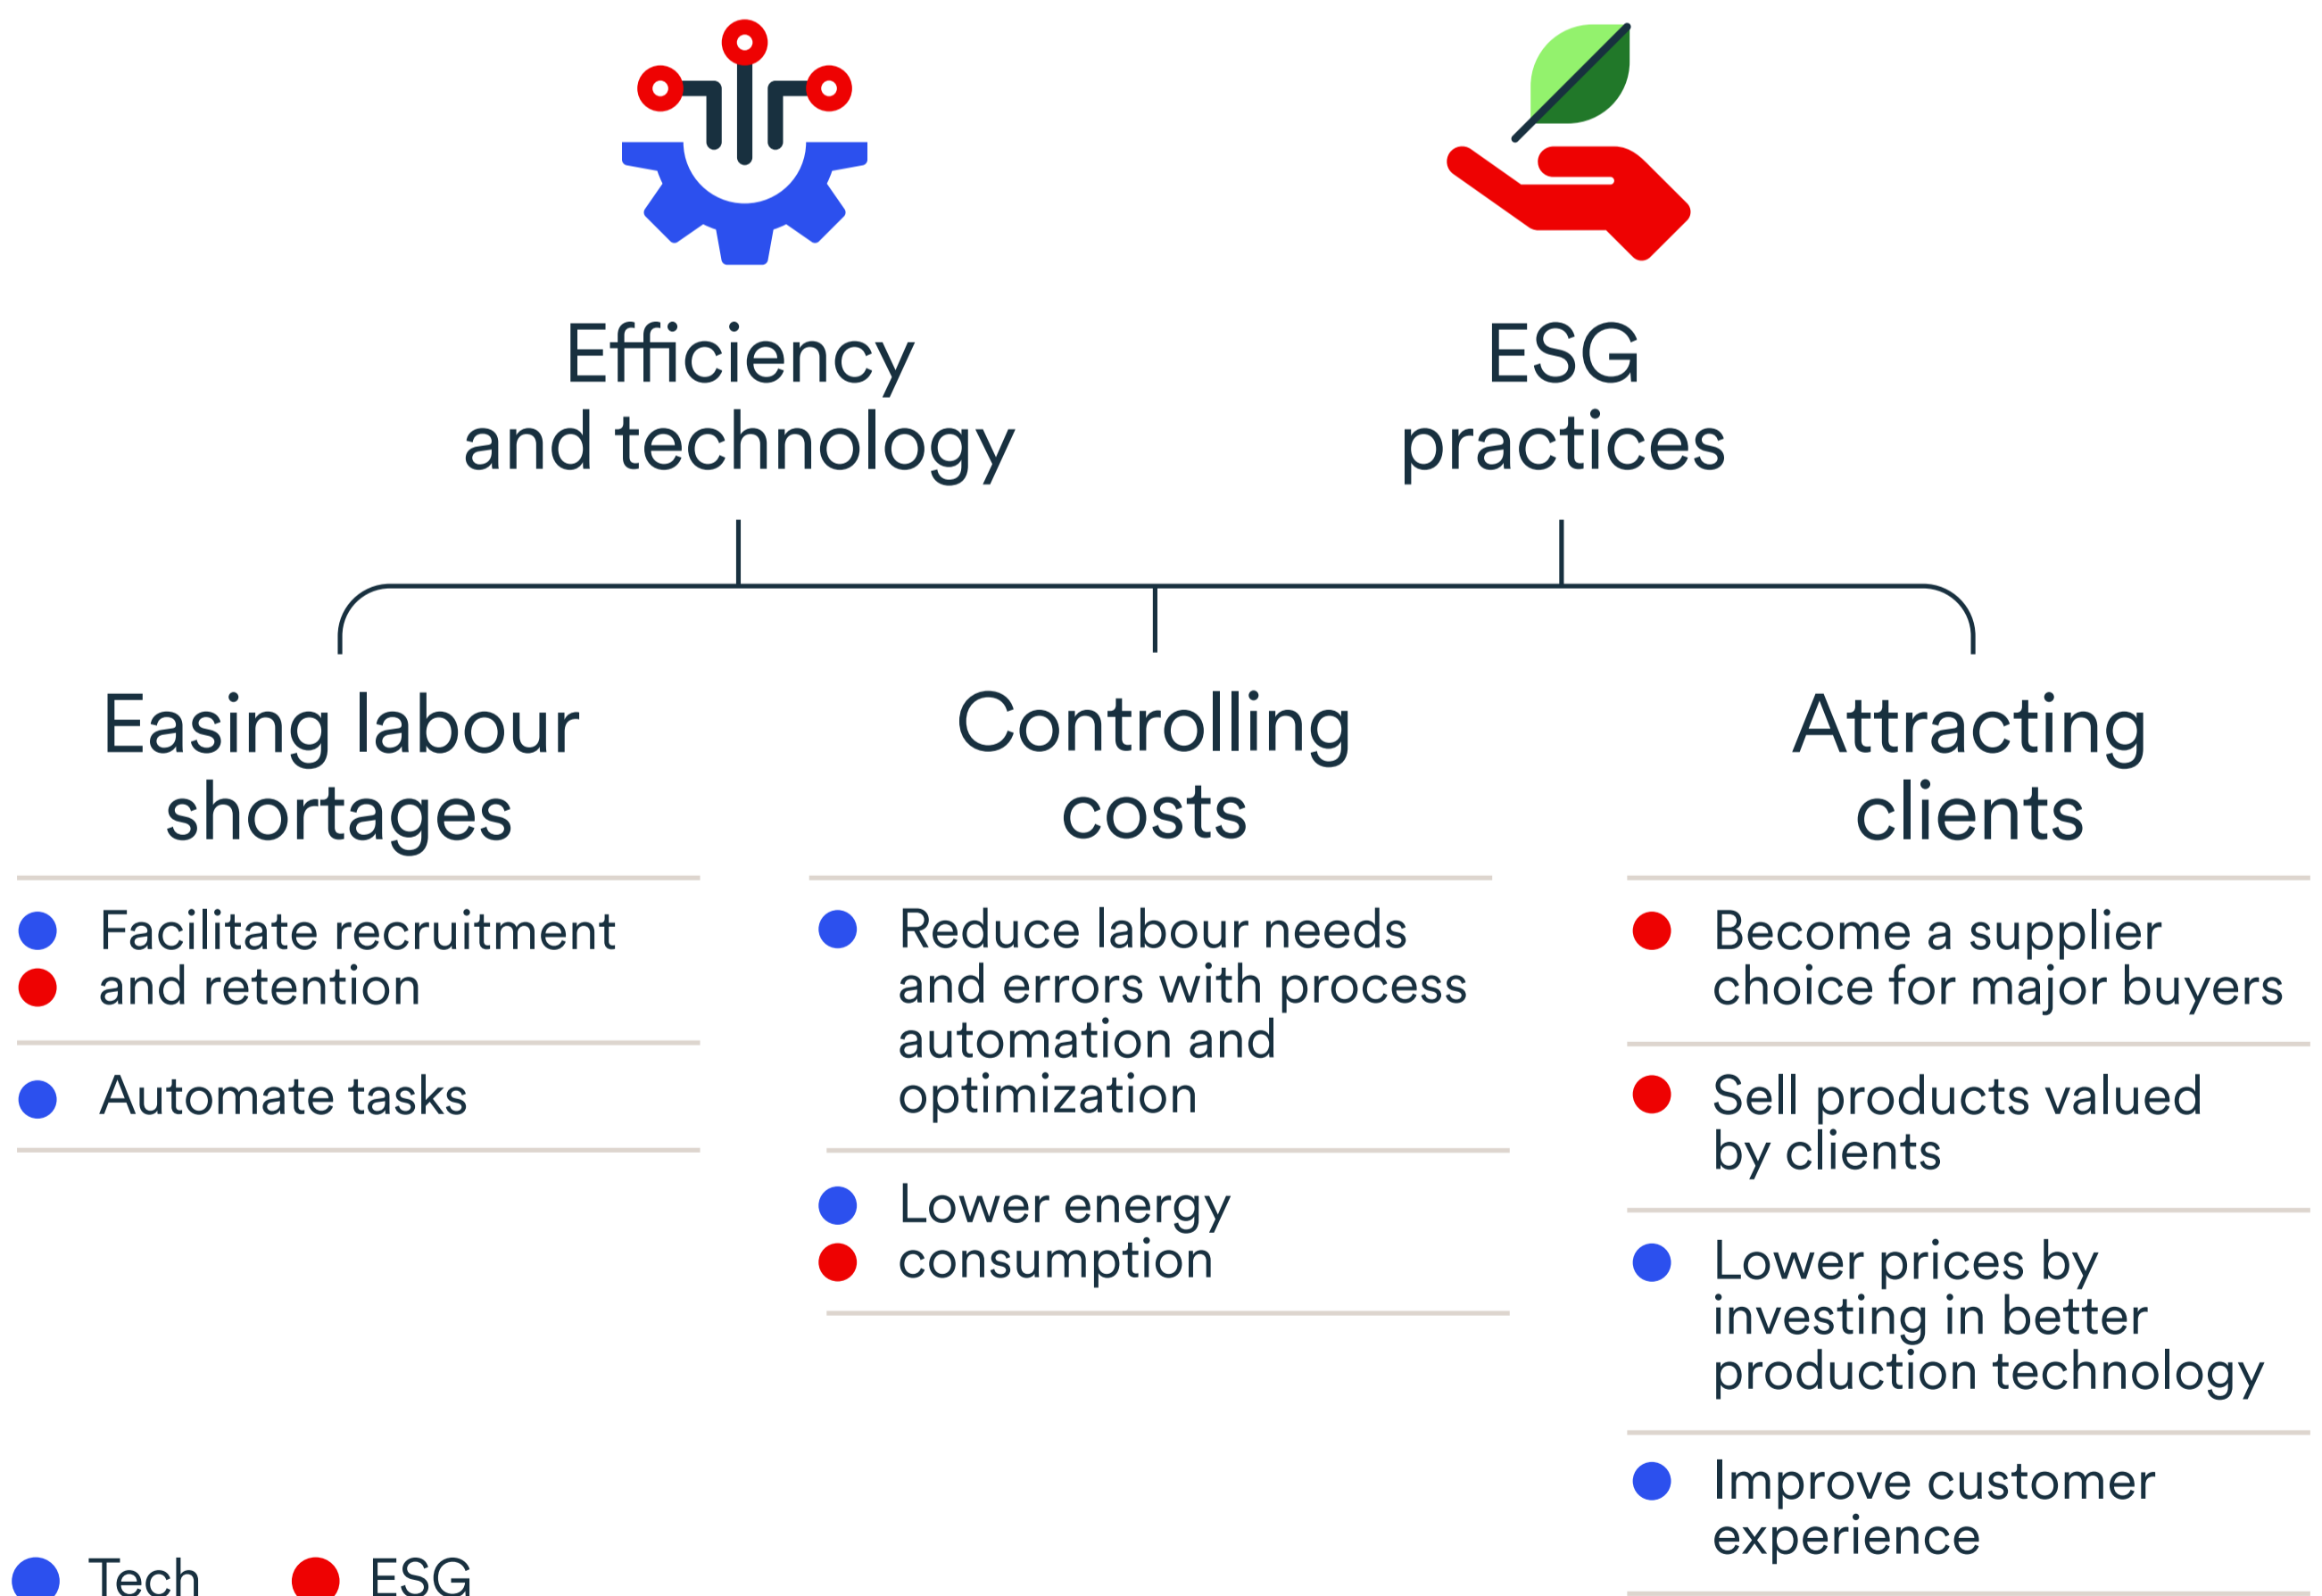 Efficiency
and technology
ESG
practices
Easing labour
shortages
Facilitate recruitment
and retention
Automate tasks
Controlling
costs
Reduce labour needs
and errors with process
automation and
optimization
Lower energy
consumption
Attracting
clients
Become a supplier
choice for major buyers
Sell products valued
by clients
Lower prices by
investing in better
production technology
Improve customer
experience
Tech
ESG